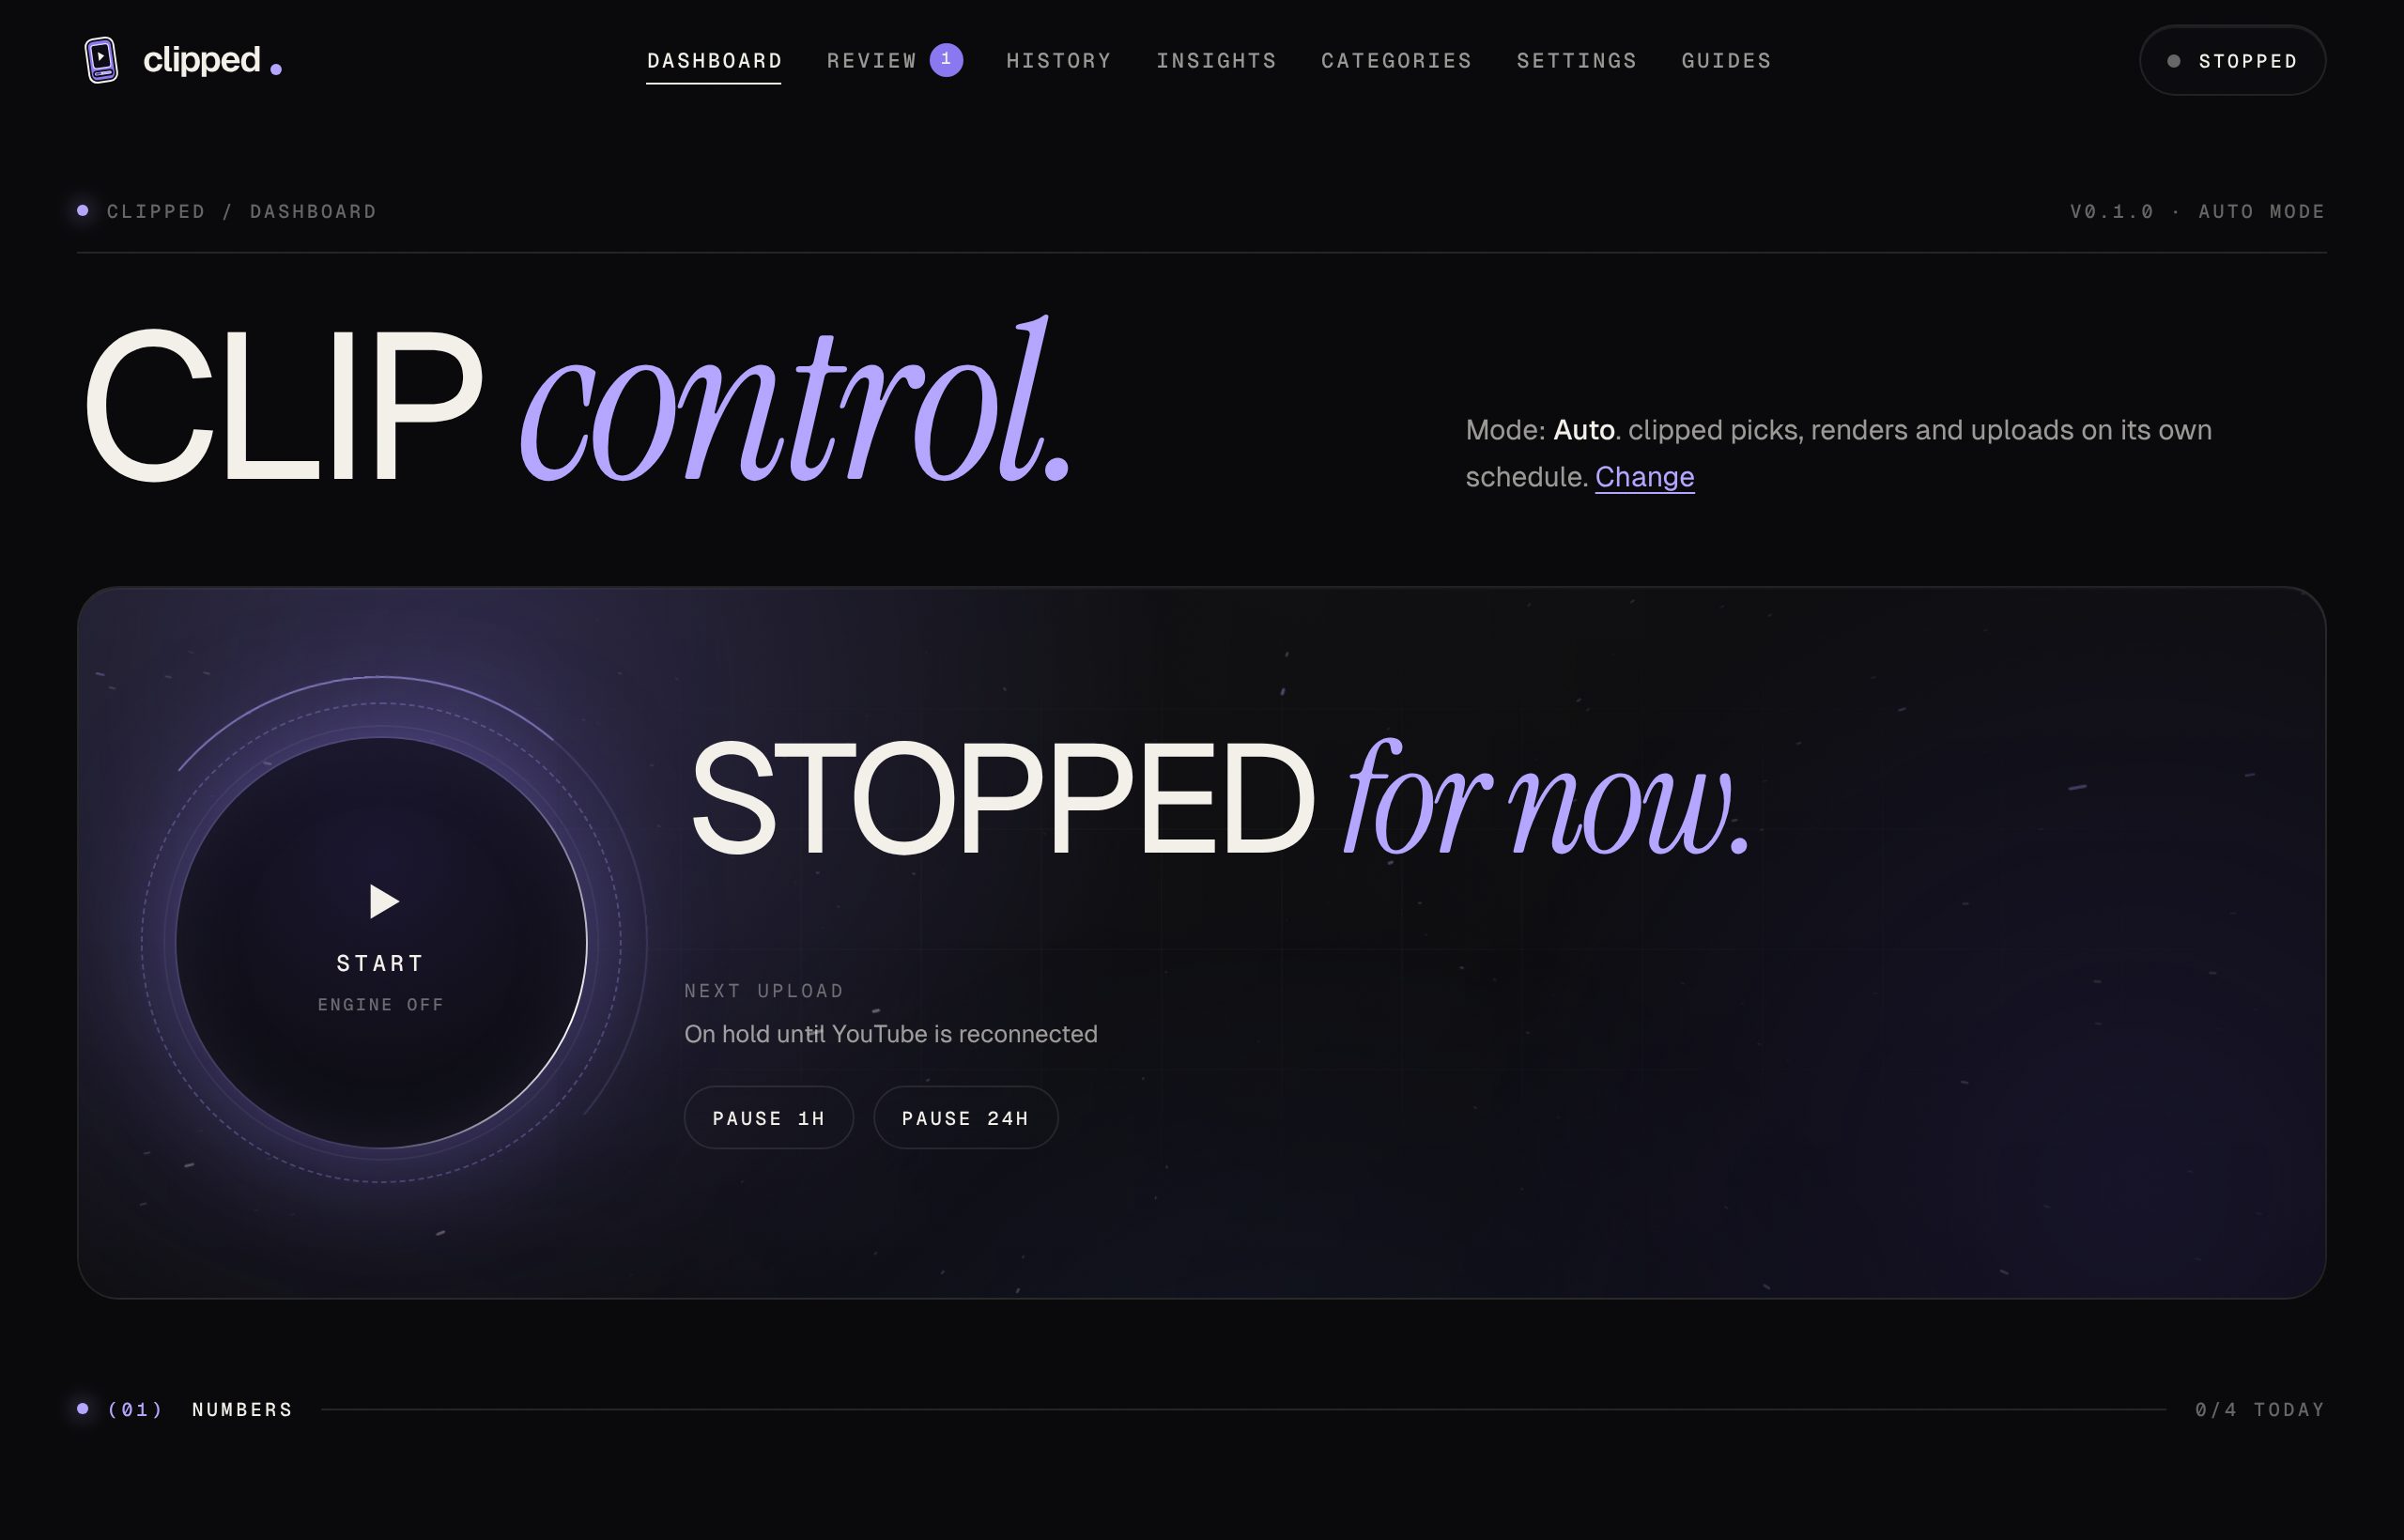 clipped.
DASHBOARD REVIEW 1 HISTORY INSIGHTS CATEGORIES SETTINGS GUIDES
STOPPED
CLIPPED / DASHBOARD
V0.1.0 · AUTO MODE
CLIP control.
Mode: Auto. clipped picks, renders and uploads on its own
schedule. Change
START
ENGINE OFF
STOPPED for now.
NEXT UPLOAD
On hold until YouTube is reconnected
PAUSE 1H PAUSE 24H
(01) NUMBERS
0/4 TODAY